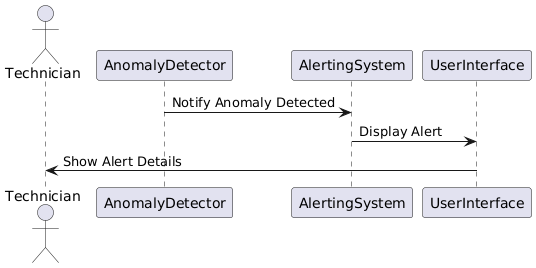 Technician
AnomalyDetector
AlertingSystem
UserInterface
Notify Anomaly Detected
Display Alert
Show Alert Details
Technician
AnomalyDetector
AlertingSystem
UserInterface